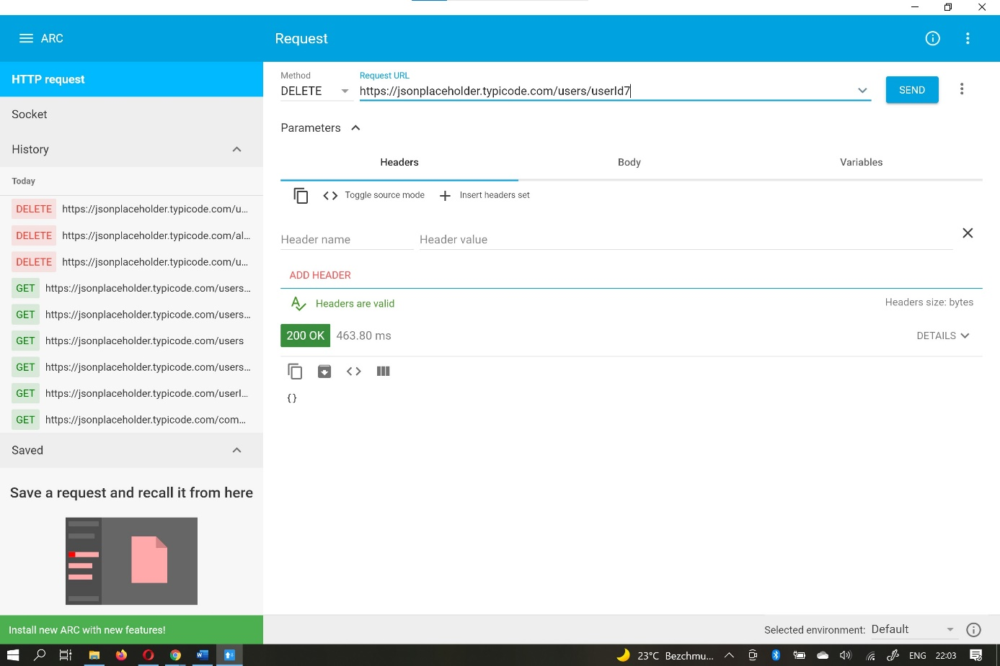 ARC
Request
HTTP request
Socket
History
Today
DELETE https://jsonplaceholder.typicode.com/u...
DELETE https://jsonplaceholder.typicode.com/al...
DELETE https://jsonplaceholder.typicode.com/u...
GET https://jsonplaceholder.typicode.com/users...
GET https://jsonplaceholder.typicode.com/users...
GET https://jsonplaceholder.typicode.com/users
GET https://jsonplaceholder.typicode.com/users...
GET https://jsonplaceholder.typicode.com/userI...
GET https://jsonplaceholder.typicode.com/com...
Saved
Save a request and recall it from here
Install new ARC with new features!
Method
DELETE
Request URL
https://jsonplaceholder.typicode.com/users/userId7
SEND
Parameters
Headers Body Variables
Toggle source mode Insert headers set
Header name Header value
ADD HEADER
Headers are valid Headers size: bytes
200 OK 463.80 ms DETAILS
{}
Selected environment: Default
23°C Bezchmu... ENG 22:03